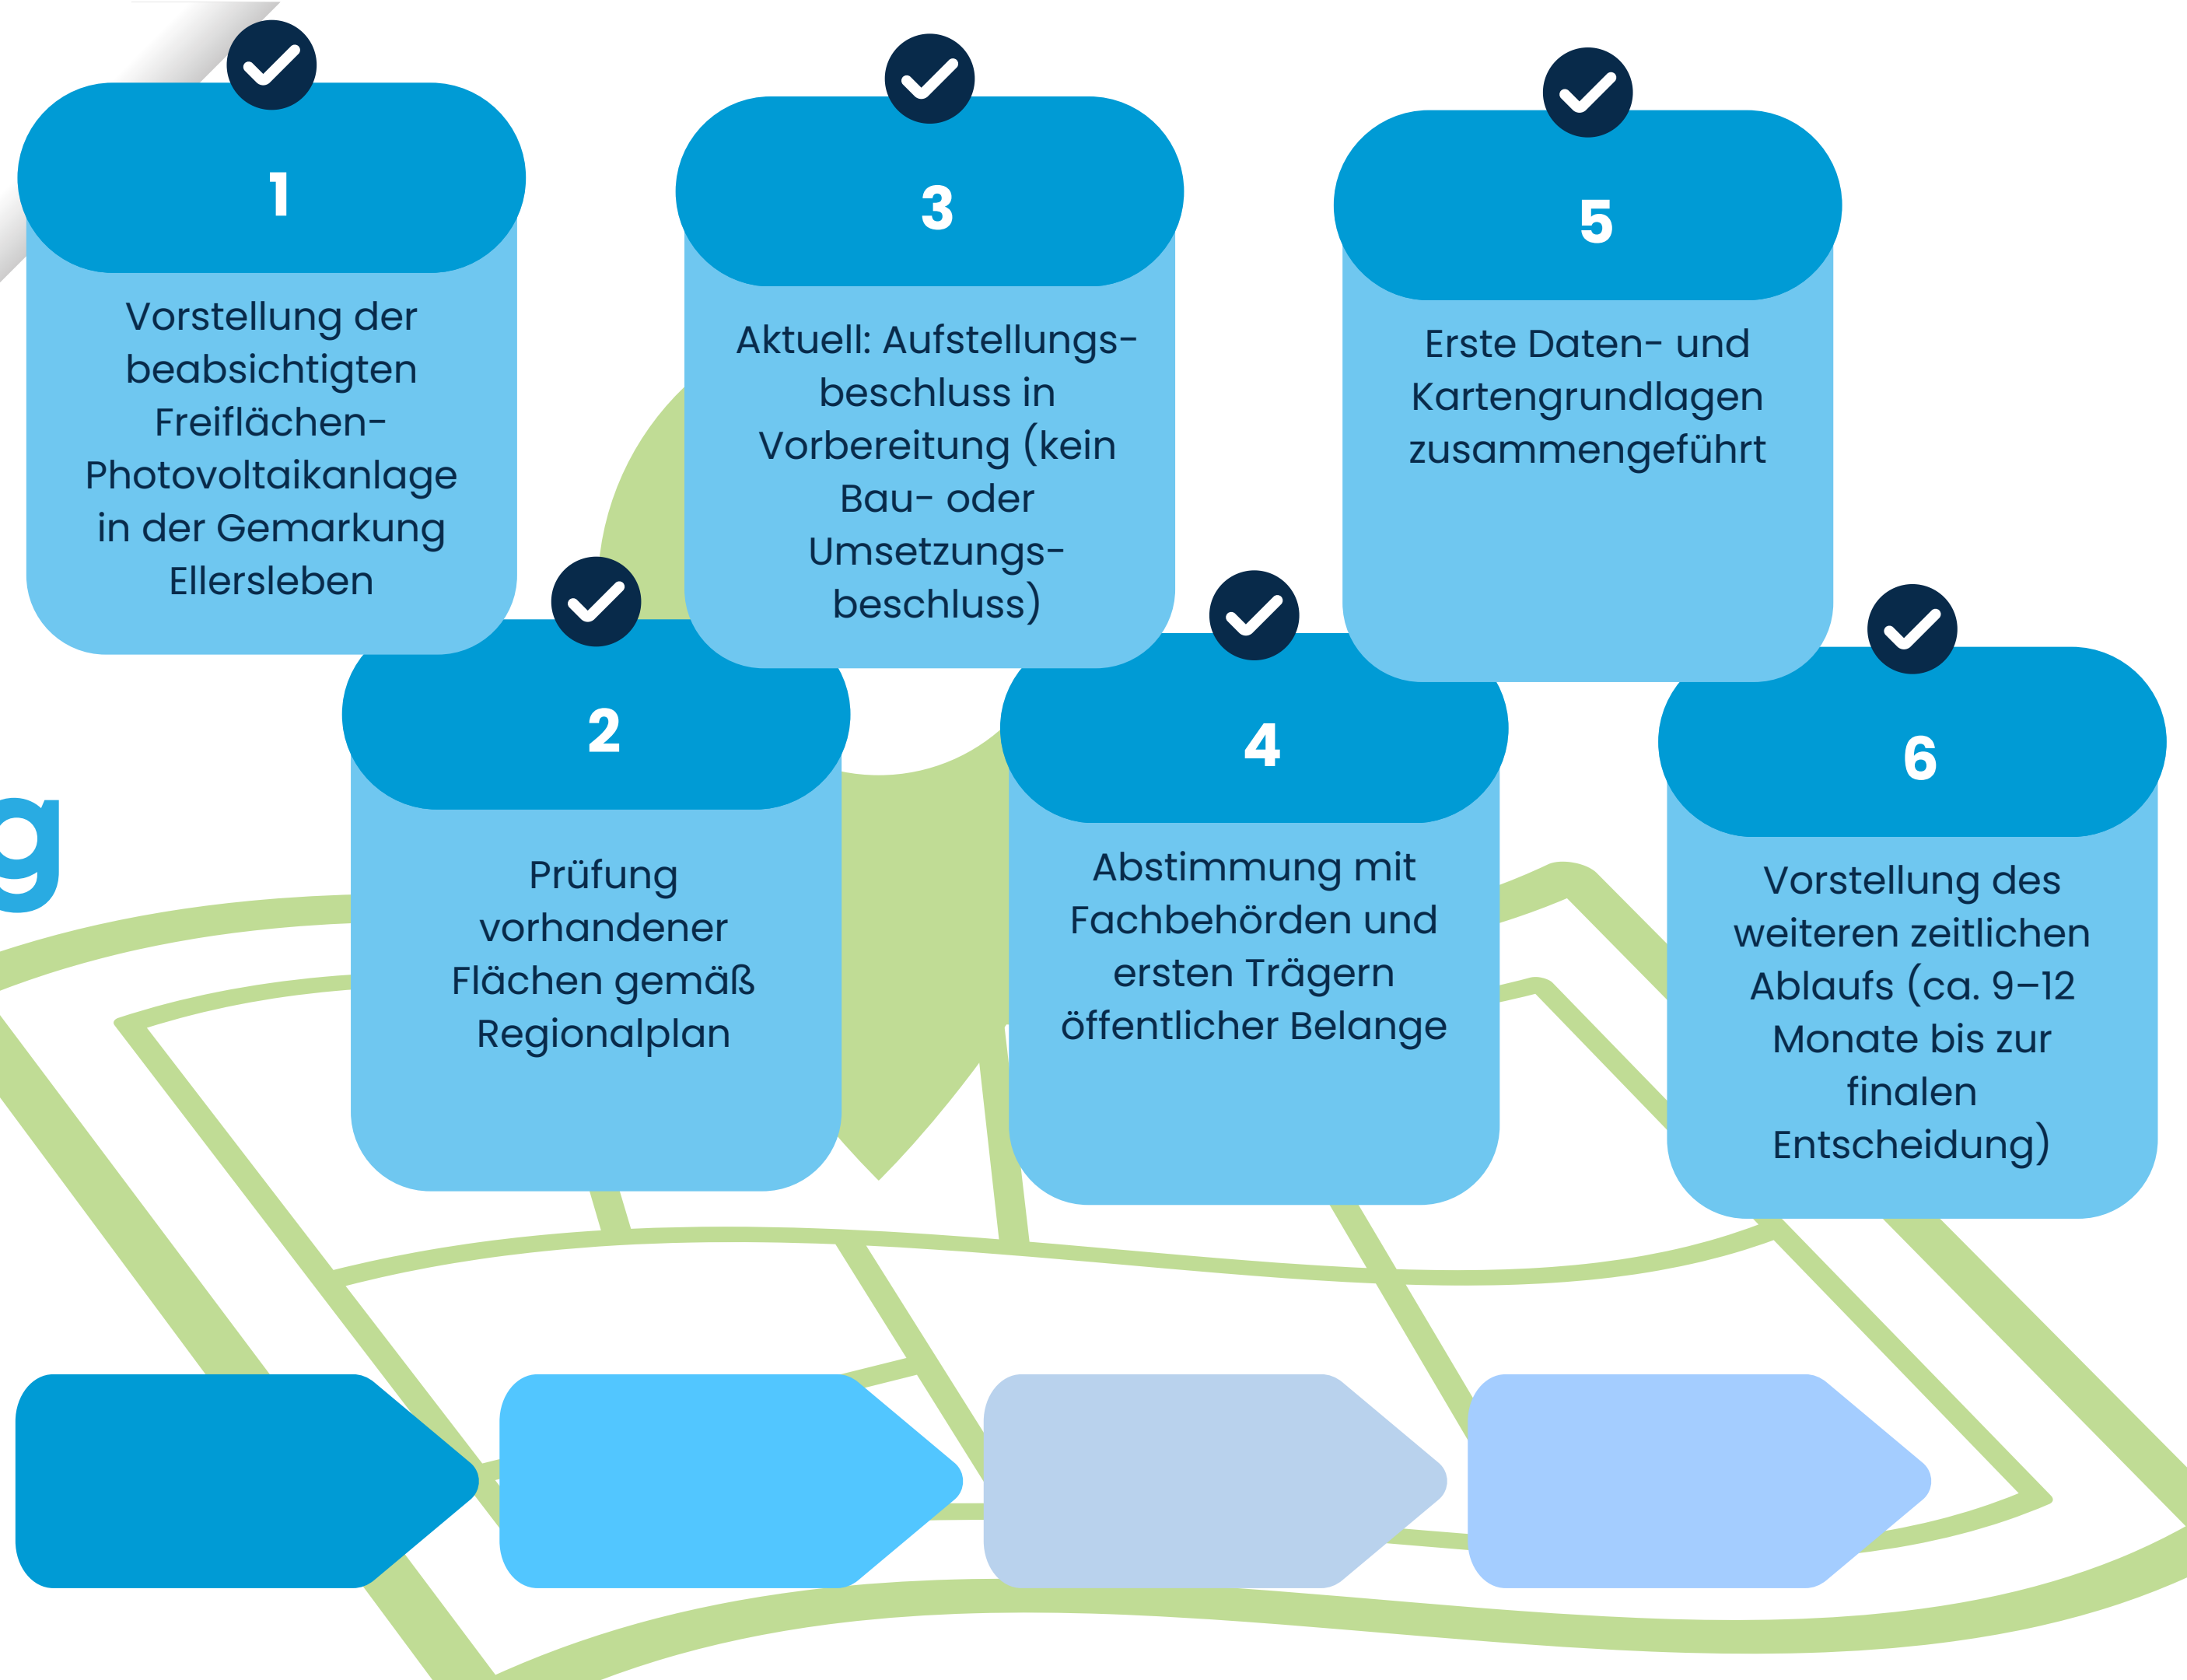 1
Vorstellung der
beabsichtigten
Freiflächen-
Photovoltaikanlage
in der Gemarkung
Ellersleben
2
Prüfung
vorhandener
Flächen gemäß
Regionalplan
3
Aktuell: Aufstellungs-
beschluss in
Vorbereitung (kein
Bau- oder
Umsetzungs-
beschluss)
4
Abstimmung mit
Fachbehörden und
ersten Trägern
öffentlicher Belange
5
Erste Daten- und
Kartengrundlagen
zusammengeführt
6
Vorstellung des
weiteren zeitlichen
Ablaufs (ca. 9–12
Monate bis zur
finalen
Entscheidung)
g